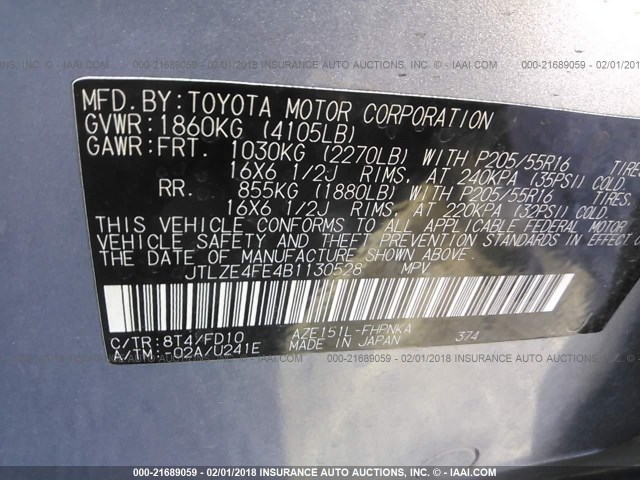 000-21689059 - 02/01/2018 INSURANCE AUTO AUCTIONS, INC. - IAAI.COM
MFD. BY: TOYOTA MOTOR CORPORATION
GVWR: 1860KG (4105LB)
GAWR: FRT. 1030KG (2270LB) WITH P205/55R16 TIRES
16X6 1/2J RIMS, AT 240KPA (35PSI) COLD.
RR. 855KG (1880LB) WITH P205/55R16 TIRES,
16X6 1/2J RIMS, AT 220KPA (32PSI) COLD.
THIS VEHICLE CONFORMS TO ALL APPLICABLE FEDERAL MOTOR
VEHICLE SAFETY AND THEFT PREVENTION STANDARDS IN EFFECT ON
DATE OF MANUFACTURE SHOWN ABOVE.
JTLZE4FE4B1130528 MPV
C/TR: 8T4/FD10 AZE151L-FHPNKA 374
A/TM: -02A/U241E MADE IN JAPAN
000-21689059 - 02/01/2018 INSURANCE AUTO AUCTIONS, INC. - IAAI.COM